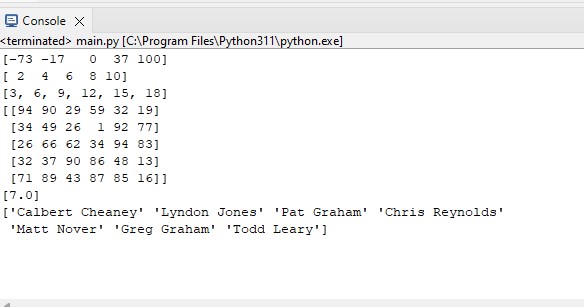 Console
<terminated> main.py [C:\Program Files\Python311\python.exe]
[-73 -17   0  37 100]
[ 2  4  6  8 10]
[3, 6, 9, 12, 15, 18]
[[94 90 29 59 32 19]
 [34 49 26  1 92 77]
 [26 66 62 34 94 83]
 [32 37 90 86 48 13]
 [71 89 43 87 85 16]]
[7.0]
['Calbert Cheaney' 'Lyndon Jones' 'Pat Graham' 'Chris Reynolds'
 'Matt Nover' 'Greg Graham' 'Todd Leary']